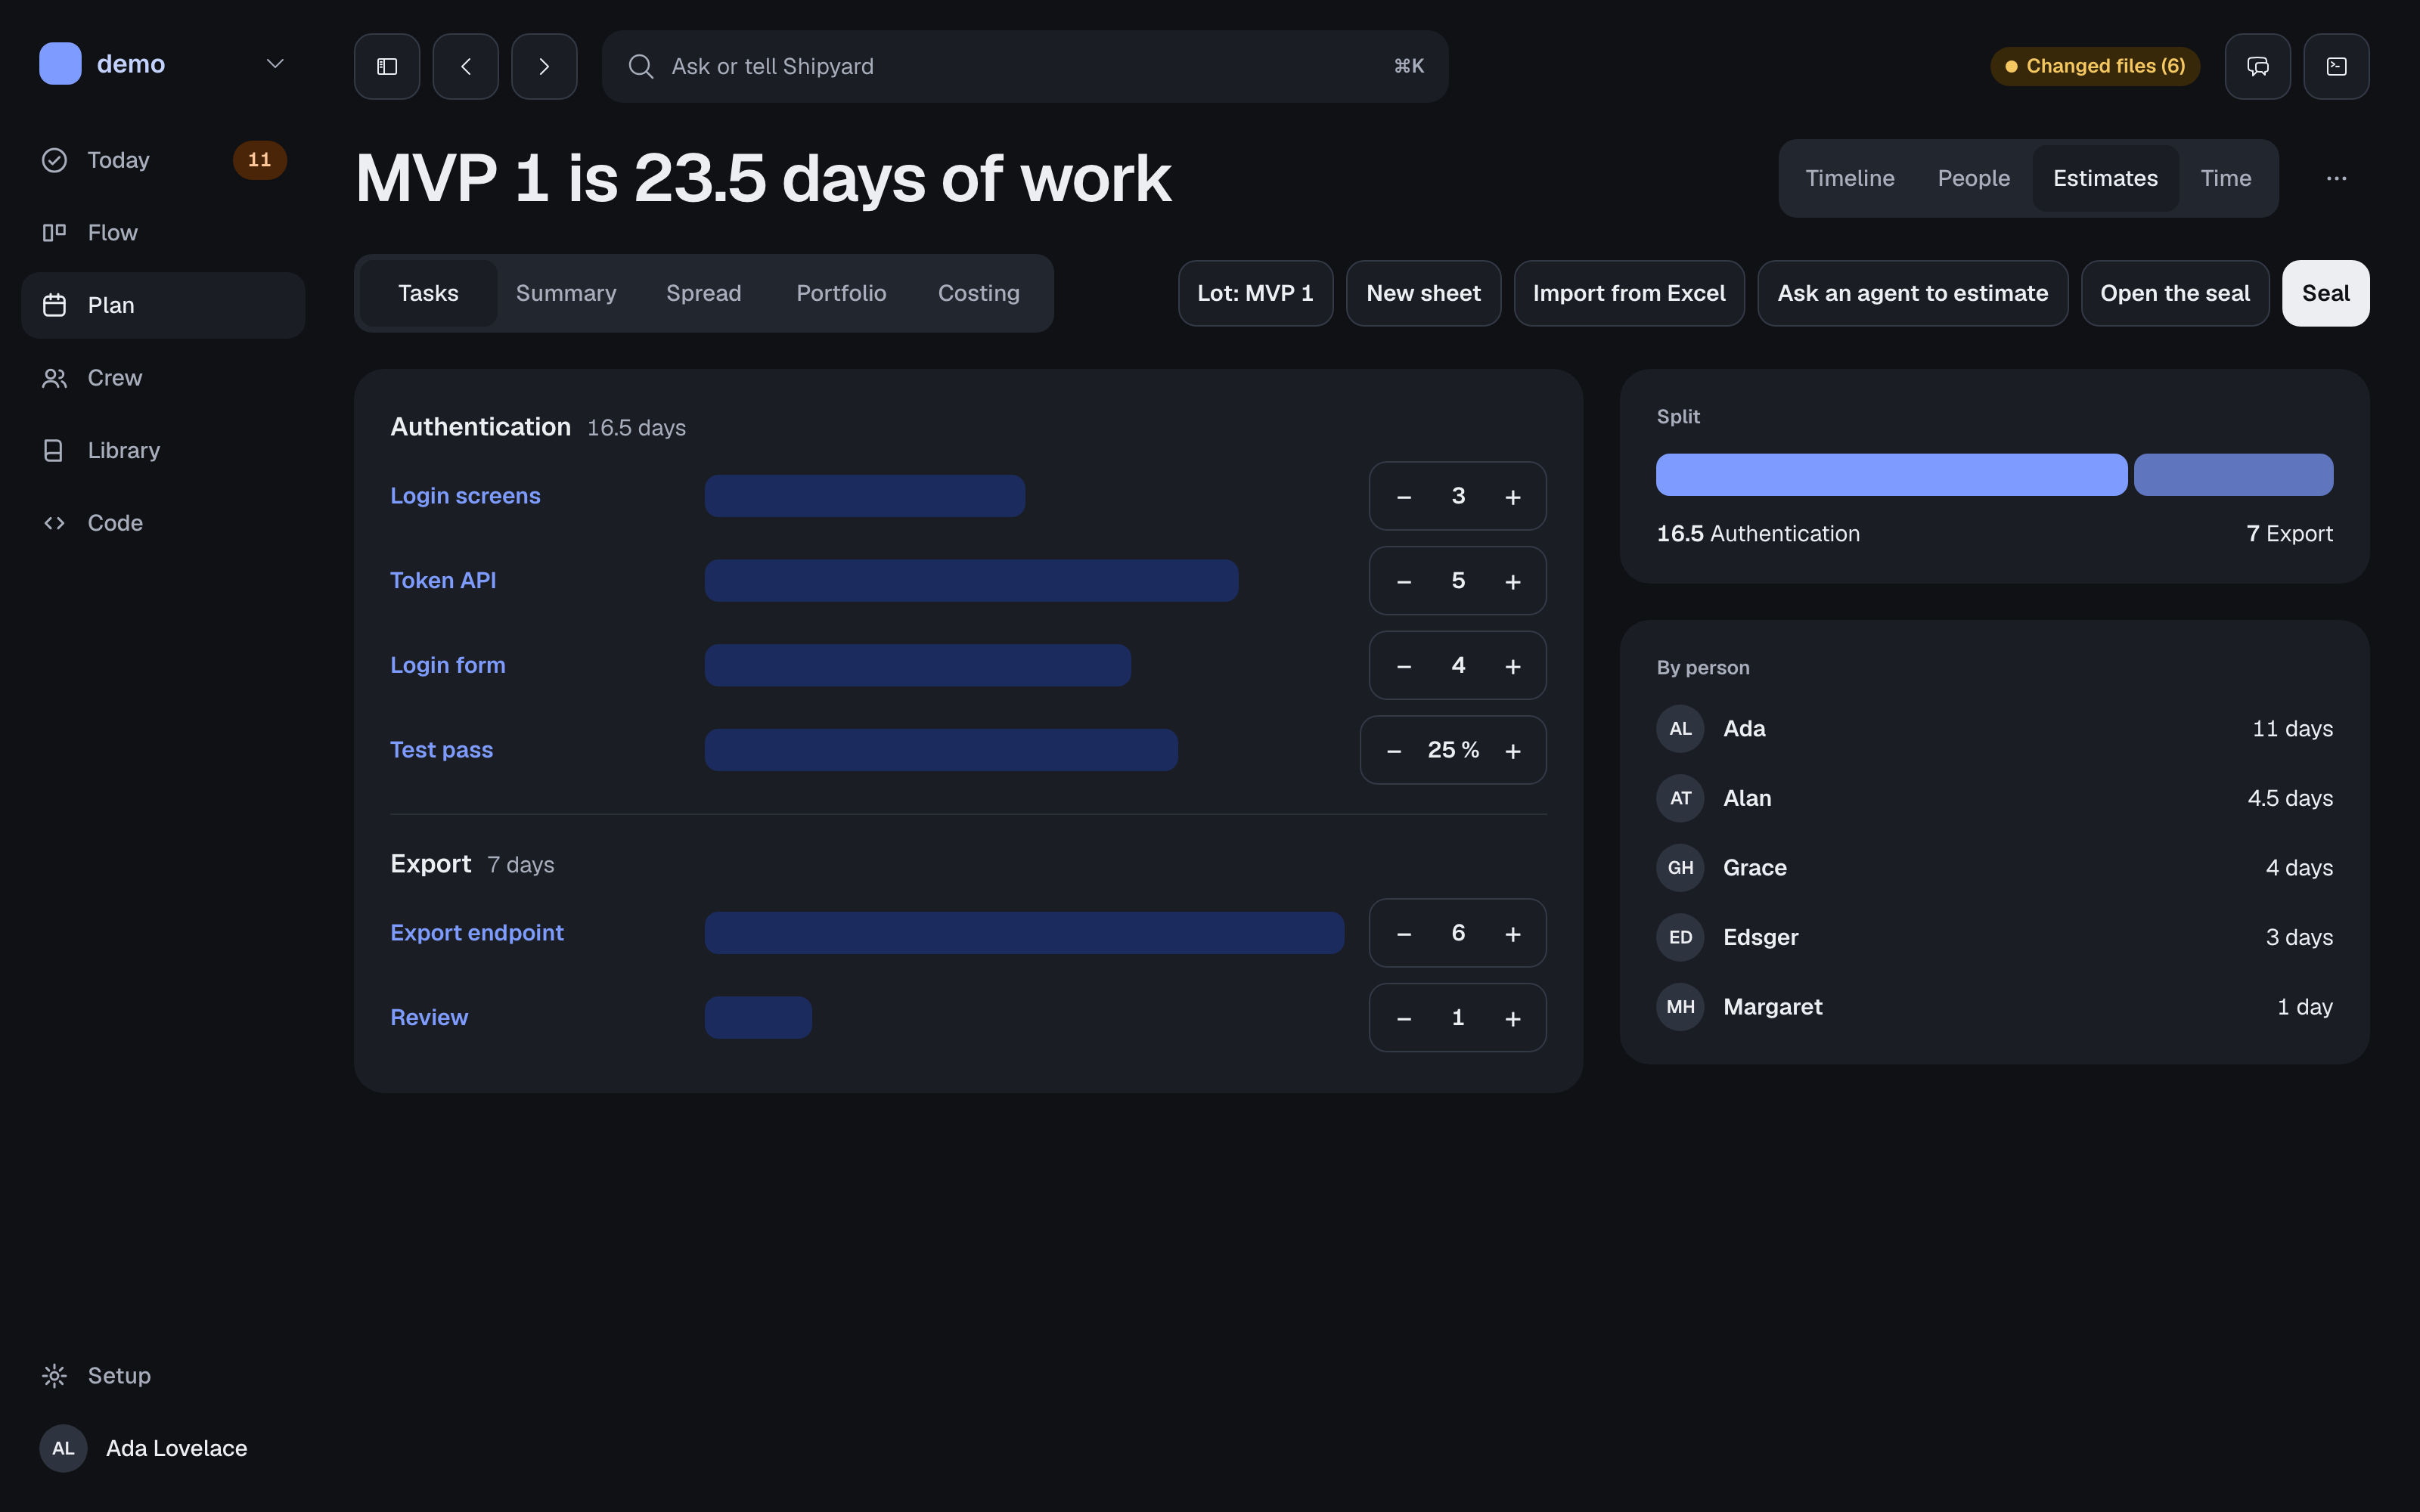 demo
Ask or tell Shipyard ⌘K
Changed files (6)
Today 11
Flow
Plan
Crew
Library
Code
Setup
AL Ada Lovelace
MVP 1 is 23.5 days of work
Timeline People Estimates Time
Tasks Summary Spread Portfolio Costing
Lot: MVP 1 New sheet Import from Excel Ask an agent to estimate Open the seal Seal
Authentication 16.5 days
Login screens − 3 +
Token API − 5 +
Login form − 4 +
Test pass − 25 % +
Export 7 days
Export endpoint − 6 +
Review − 1 +
Split
16.5 Authentication 7 Export
By person
AL Ada 11 days
AT Alan 4.5 days
GH Grace 4 days
ED Edsger 3 days
MH Margaret 1 day